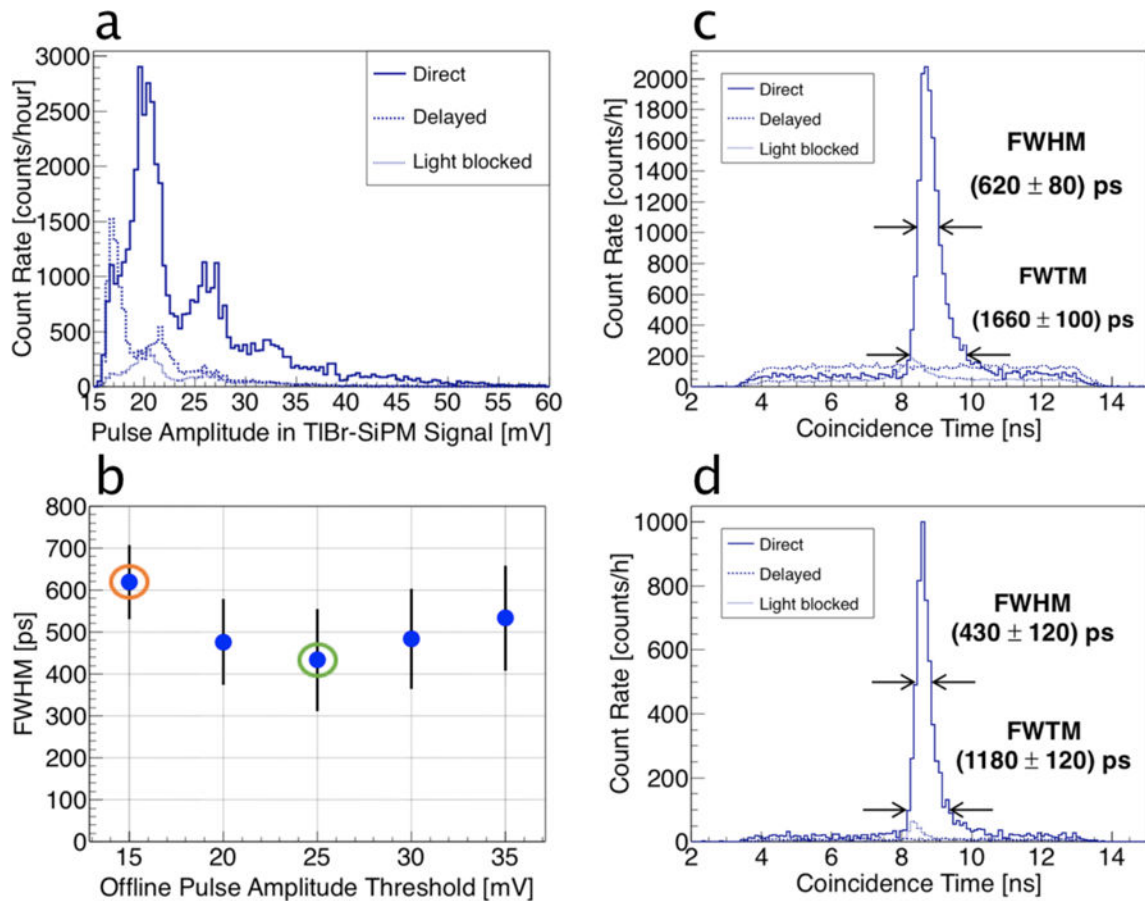 a
Count Rate [counts/hour]
3000
2500
2000
1500
1000
500
0
Direct
Delayed
Light blocked
15 20 25 30 35 40 45 50 55 60
Pulse Amplitude in TlBr-SiPM Signal [mV]
b
FWHM [ps]
800
700
600
500
400
300
200
100
0
15 20 25 30 35
Offline Pulse Amplitude Threshold [mV]
c
Count Rate [counts/h]
2000
1800
1600
1400
1200
1000
800
600
400
200
0
Direct
Delayed
Light blocked
FWHM
(620 ± 80) ps
FWTM
(1660 ± 100) ps
2 4 6 8 10 12 14
Coincidence Time [ns]
d
Count Rate [counts/h]
1000
800
600
400
200
0
Direct
Delayed
Light blocked
FWHM
(430 ± 120) ps
FWTM
(1180 ± 120) ps
2 4 6 8 10 12 14
Coincidence Time [ns]